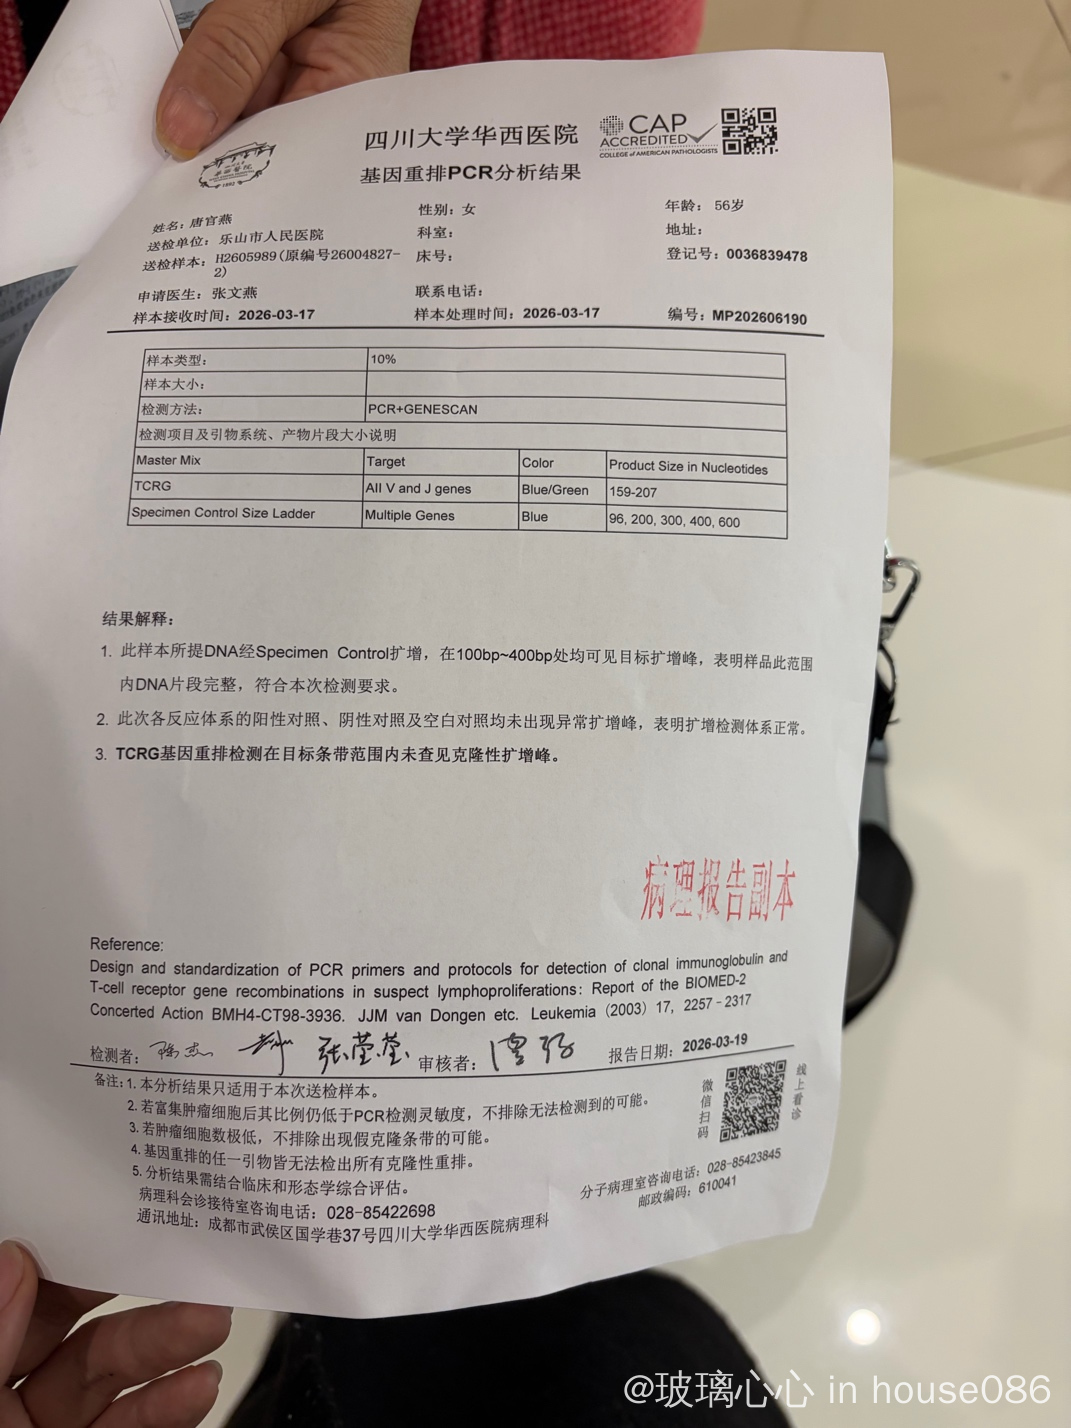 四川大学华西医院
基因重排PCR分析结果
CAP
ACCREDITED
COLLEGE of AMERICAN PATHOLOGISTS
姓名: 唐官燕
性别: 女
年龄: 56岁
送检单位: 乐山市人民医院
科室:
地址:
送检样本: H2605989(原编号26004827-2)
床号:
登记号: 0036839478
申请医生: 张文燕
联系电话:
样本接收时间: 2026-03-17
样本处理时间: 2026-03-17
编号: MP202606190
样本类型: 10%
样本大小:
检测方法: PCR+GENESCAN
检测项目及引物系统、产物片段大小说明
Master Mix Target Color Product Size in Nucleotides
TCRG All V and J genes Blue/Green 159-207
Specimen Control Size Ladder Multiple Genes Blue 96, 200, 300, 400, 600
结果解释:
1. 此样本所提DNA经Specimen Control扩增，在100bp~400bp处均可见目标扩增峰，表明样品此范围
内DNA片段完整，符合本次检测要求。
2. 此次各反应体系的阳性对照、阴性对照及空白对照均未出现异常扩增峰，表明扩增检测体系正常。
3. TCRG基因重排检测在目标条带范围内未查见克隆性扩增峰。
病理报告副本
Reference:
Design and standardization of PCR primers and protocols for detection of clonal immunoglobulin and
T-cell receptor gene recombinations in suspect lymphoproliferations: Report of the BIOMED-2
Concerted Action BMH4-CT98-3936. JJM van Dongen etc. Leukemia (2003) 17, 2257-2317
检测者: 张莹莹 审核者: 报告日期: 2026-03-19
备注: 1. 本分析结果只适用于本次送检样本。
2. 若富集肿瘤细胞后其比例仍低于PCR检测灵敏度，不排除无法检测到的可能。
3. 若肿瘤细胞数极低，不排除出现假克隆条带的可能。
4. 基因重排的任一引物皆无法检出所有克隆性重排。
5. 分析结果需结合临床和形态学综合评估。
病理科会诊接待室咨询电话: 028-85422698
通讯地址: 成都市武侯区国学巷37号四川大学华西医院病理科
微信扫码
线上看诊
分子病理室咨询电话: 028-85423845
邮政编码: 610041
@玻璃心心 in house086